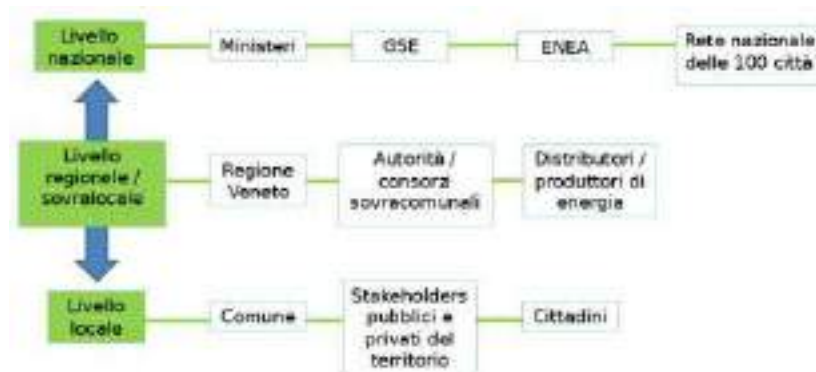 Livello
nazionale
Ministeri
GSE
ENEA
Rete nazionale
delle 100 città
Livello
regionale /
sovralocale
Regione
Veneto
Autorità /
consorzi
sovracomunali
Distributori /
produttori di
energia
Livello
locale
Comune
Stakeholders
pubblici e
privati del
territorio
Cittadini